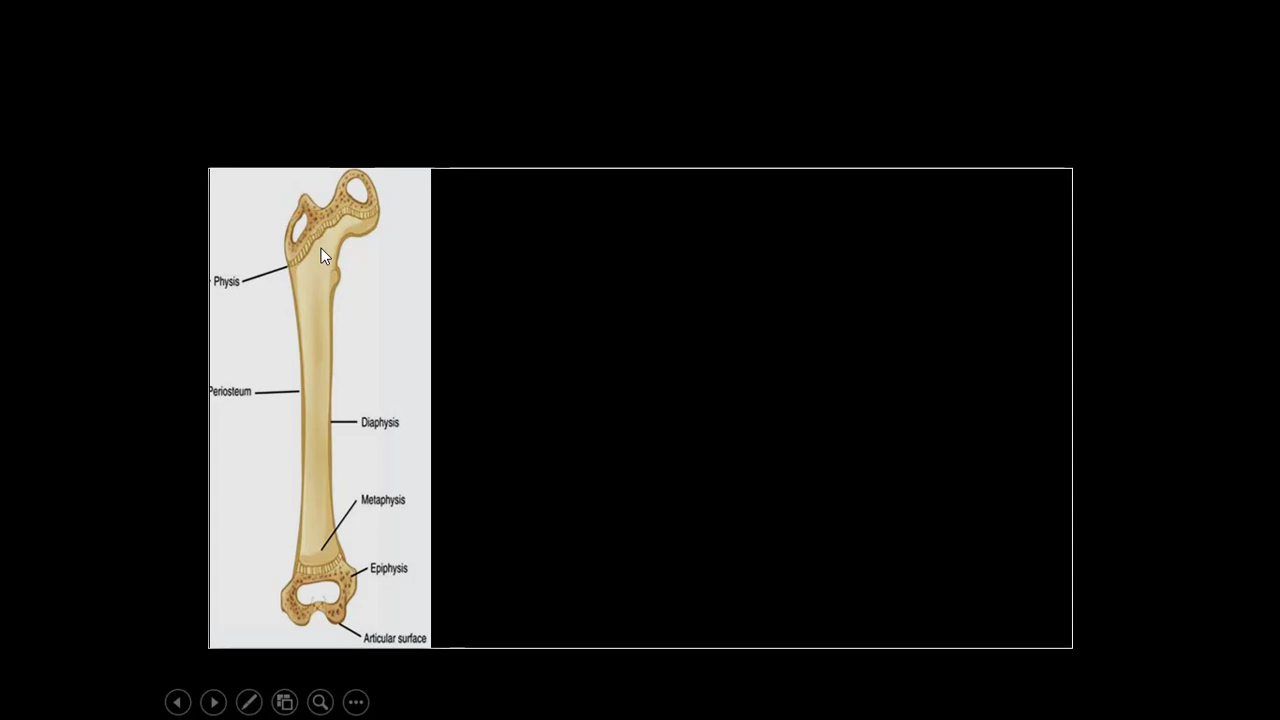 Physis
Periosteum
Diaphysis
Metaphysis
Epiphysis
Articular surface